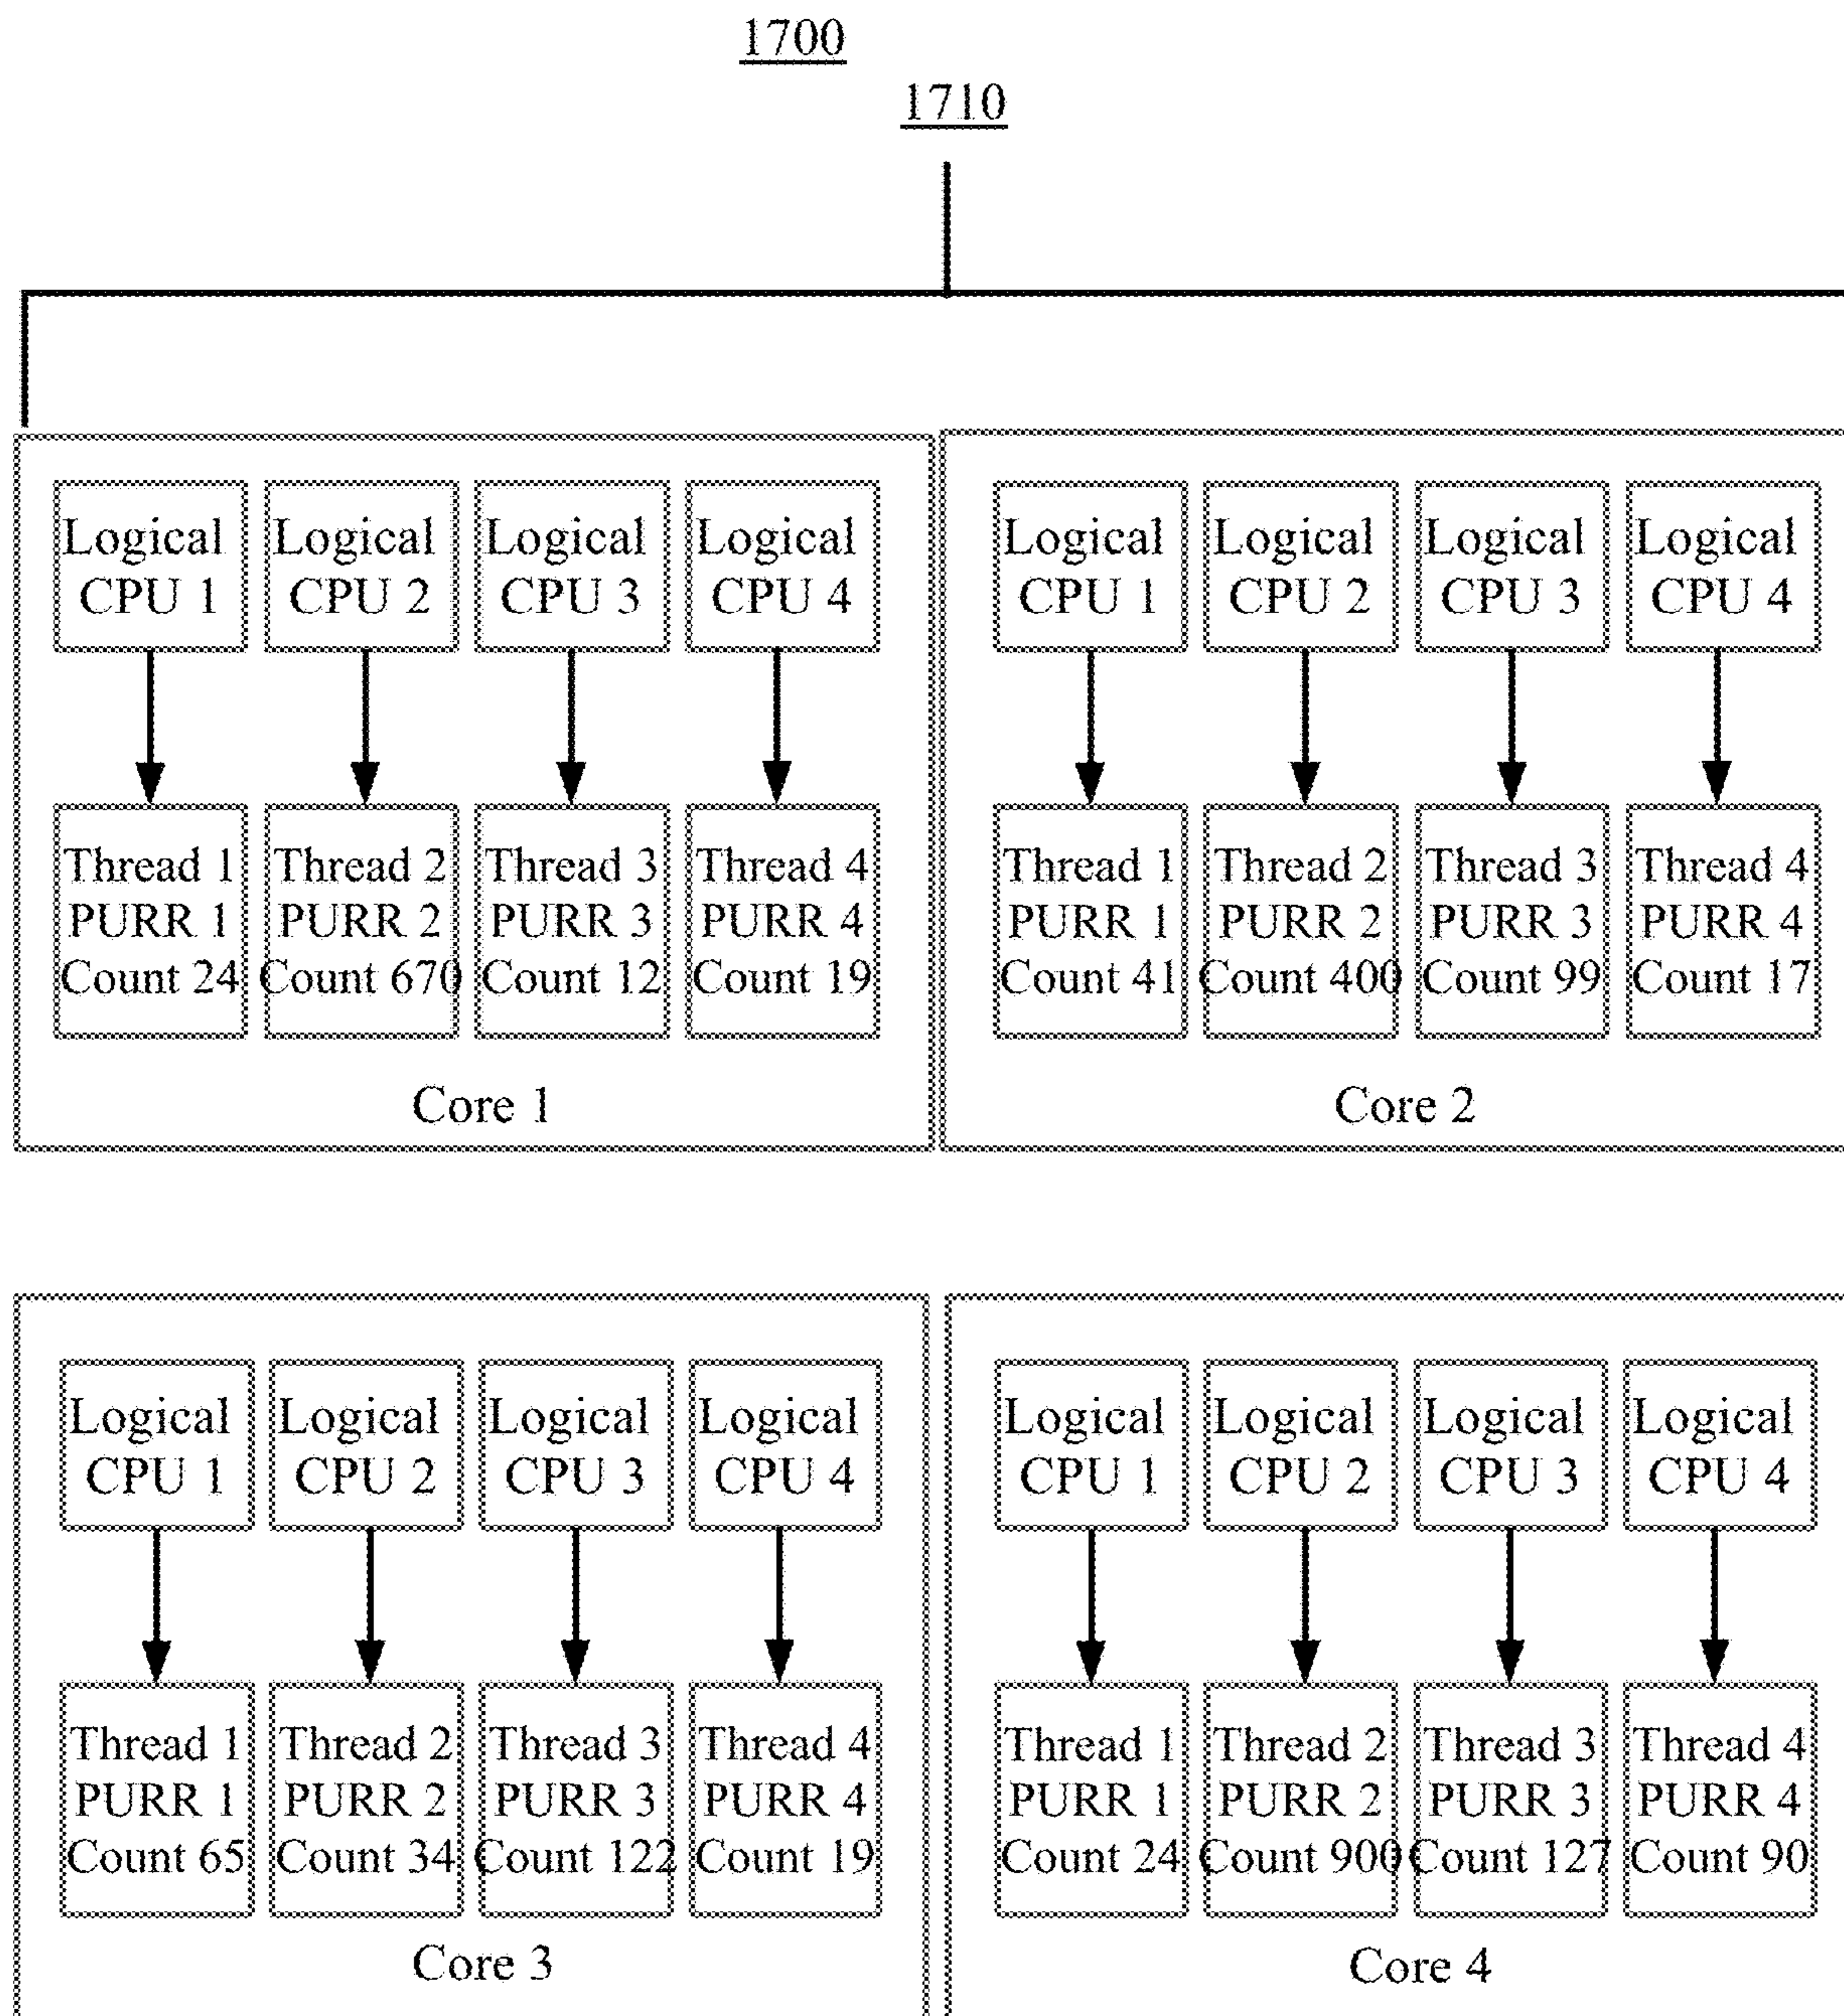 1700
1710
Logical CPU 1
Logical CPU 2
Logical CPU 3
Logical CPU 4
Thread 1
PURR 1
Count 24
Thread 2
PURR 2
Count 670
Thread 3
PURR 3
Count 12
Thread 4
PURR 4
Count 19
Core 1
Logical CPU 1
Logical CPU 2
Logical CPU 3
Logical CPU 4
Thread 1
PURR 1
Count 41
Thread 2
PURR 2
Count 400
Thread 3
PURR 3
Count 99
Thread 4
PURR 4
Count 17
Core 2
Logical CPU 1
Logical CPU 2
Logical CPU 3
Logical CPU 4
Thread 1
PURR 1
Count 65
Thread 2
PURR 2
Count 34
Thread 3
PURR 3
Count 122
Thread 4
PURR 4
Count 19
Core 3
Logical CPU 1
Logical CPU 2
Logical CPU 3
Logical CPU 4
Thread 1
PURR 1
Count 24
Thread 2
PURR 2
Count 900
Thread 3
PURR 3
Count 127
Thread 4
PURR 4
Count 90
Core 4